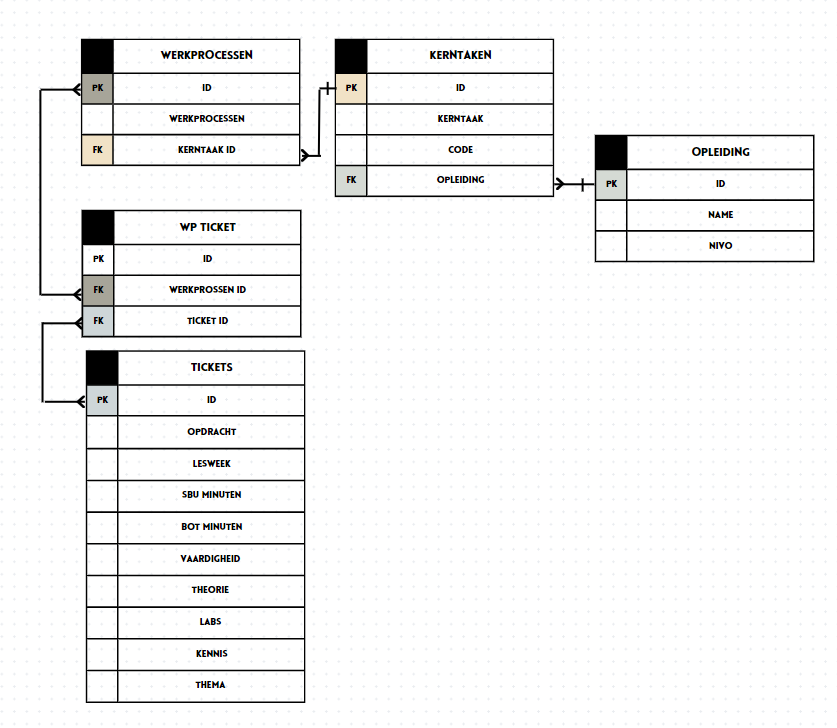 WERKPROCESSEN
PK ID
WERKPROCESSEN
FK KERNTAAK ID
KERNTAKEN
PK ID
KERNTAAK
CODE
FK OPLEIDING
OPLEIDING
PK ID
NAME
NIVO
WP TICKET
PK ID
FK WERKPROSSEN ID
FK TICKET ID
TICKETS
PK ID
OPDRACHT
LESWEEK
SBU MINUTEN
BOT MINUTEN
VAARDIGHEID
THEORIE
LABS
KENNIS
THEMA